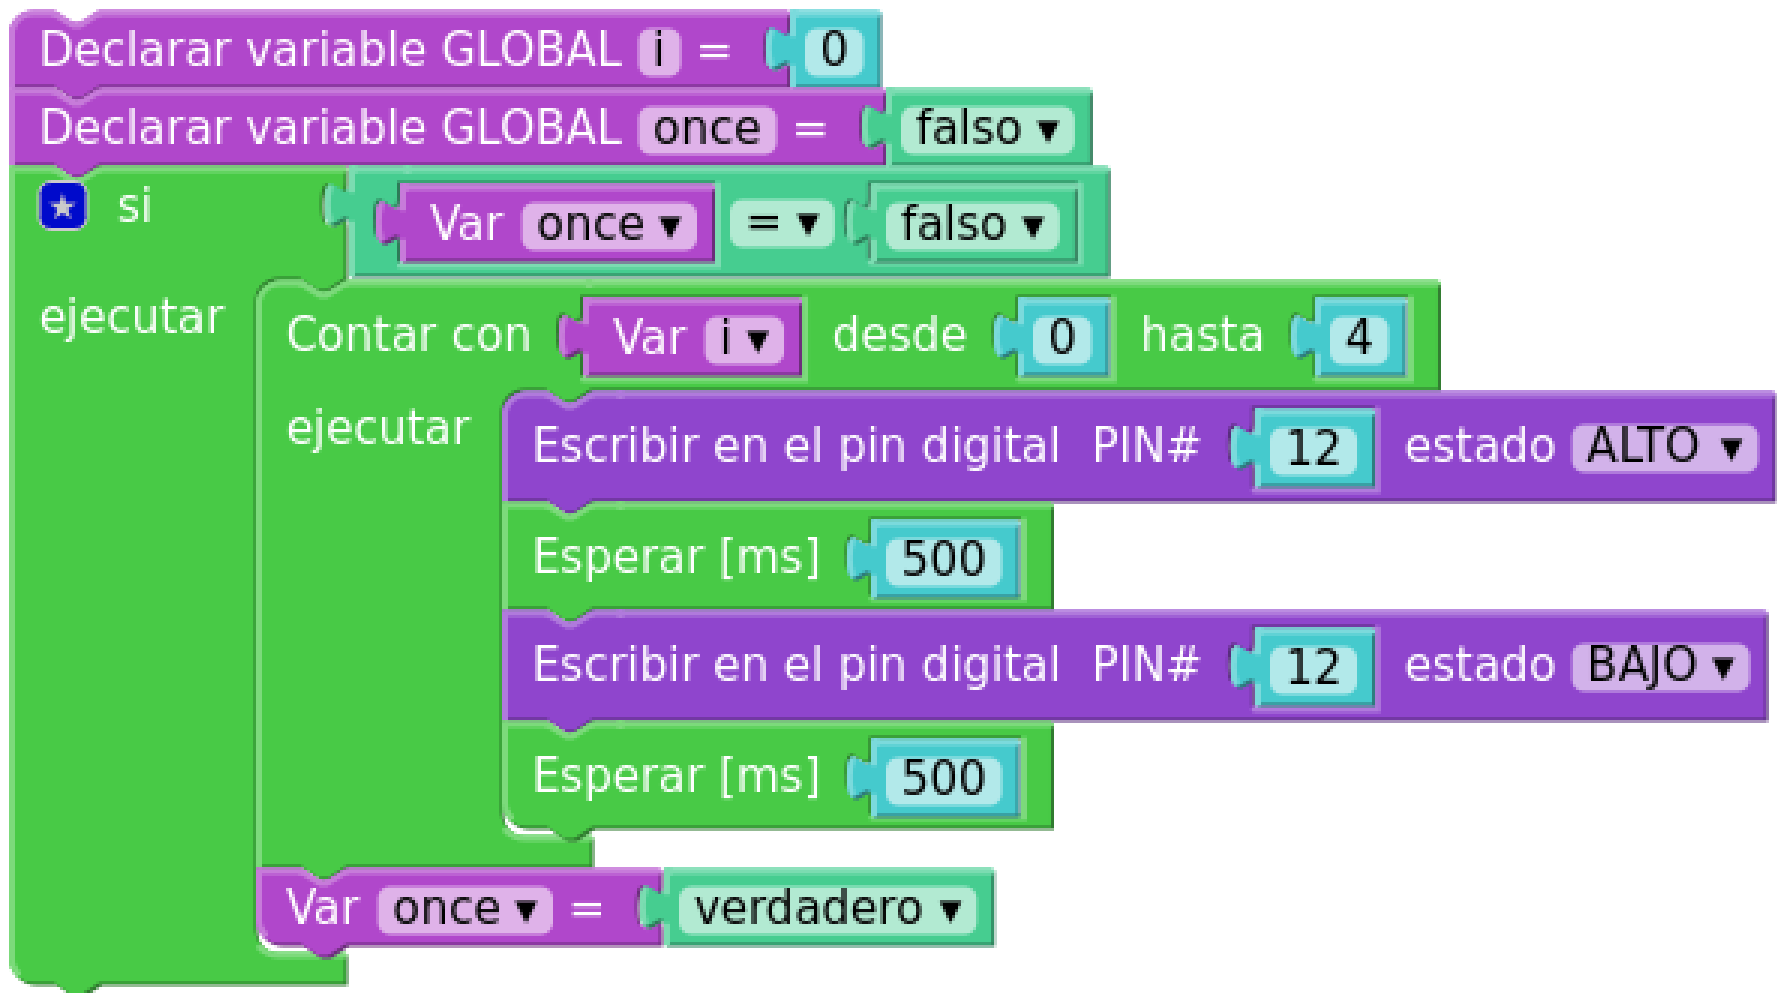 Declarar variable GLOBAL i = 0
Declarar variable GLOBAL once = falso ▼
★ si Var once ▼ = ▼ falso ▼
ejecutar Contar con Var i ▼ desde 0 hasta 4
ejecutar Escribir en el pin digital PIN# 12 estado ALTO ▼
Esperar [ms] 500
Escribir en el pin digital PIN# 12 estado BAJO ▼
Esperar [ms] 500
Var once ▼ = verdadero ▼